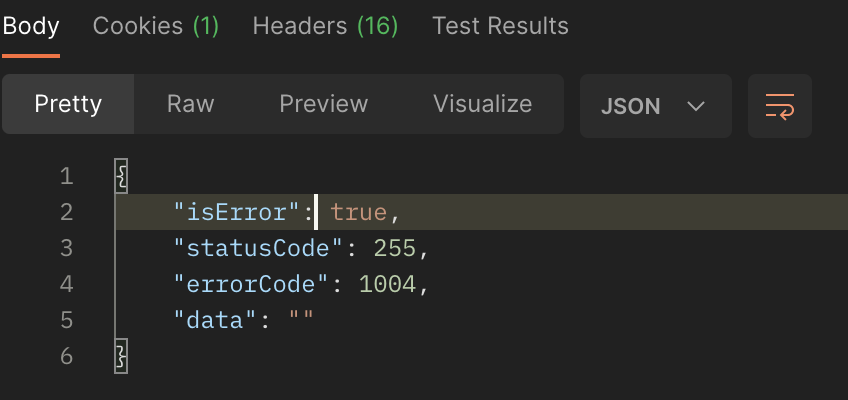 Body Cookies (1) Headers (16) Test Results
Pretty Raw Preview Visualize JSON
1 {
2 "isError": true,
3 "statusCode": 255,
4 "errorCode": 1004,
5 "data": ""
6 }